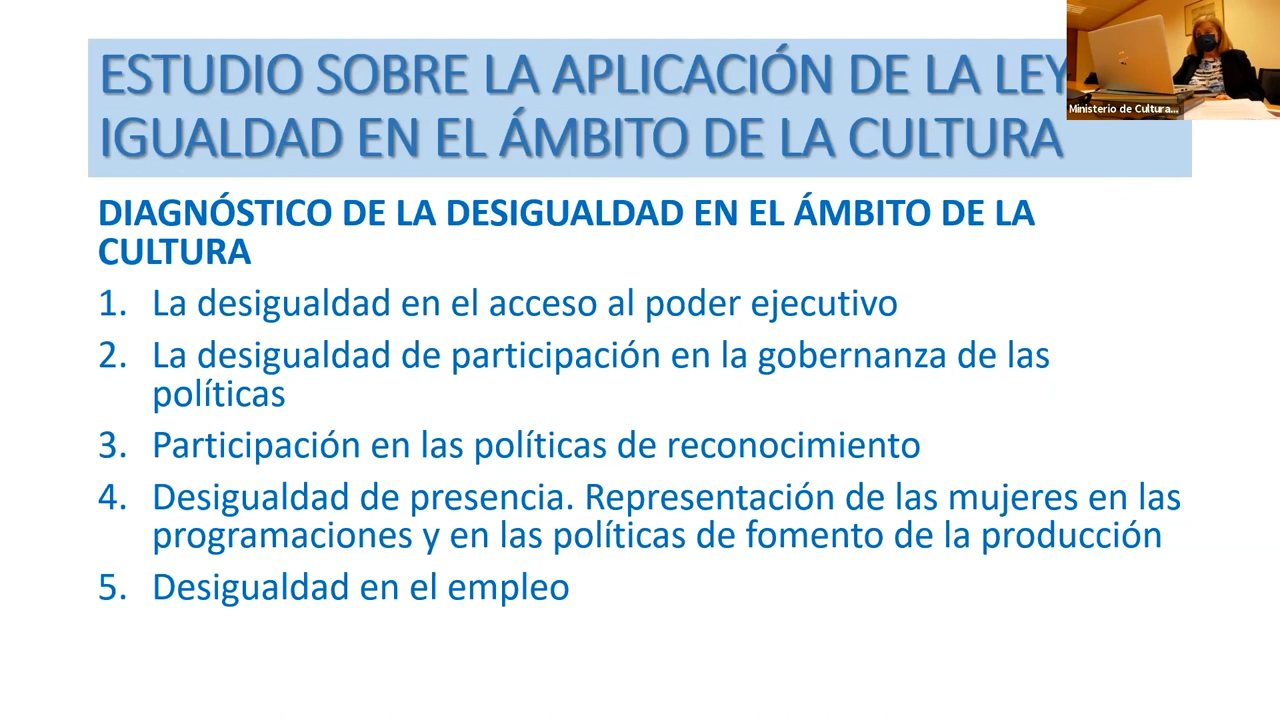 ESTUDIO SOBRE LA APLICACIÓN DE LA LEY
IGUALDAD EN EL ÁMBITO DE LA CULTURA
Ministerio de Cultura...
DIAGNÓSTICO DE LA DESIGUALDAD EN EL ÁMBITO DE LA
CULTURA
1. La desigualdad en el acceso al poder ejecutivo
2. La desigualdad de participación en la gobernanza de las
políticas
3. Participación en las políticas de reconocimiento
4. Desigualdad de presencia. Representación de las mujeres en las
programaciones y en las políticas de fomento de la producción
5. Desigualdad en el empleo